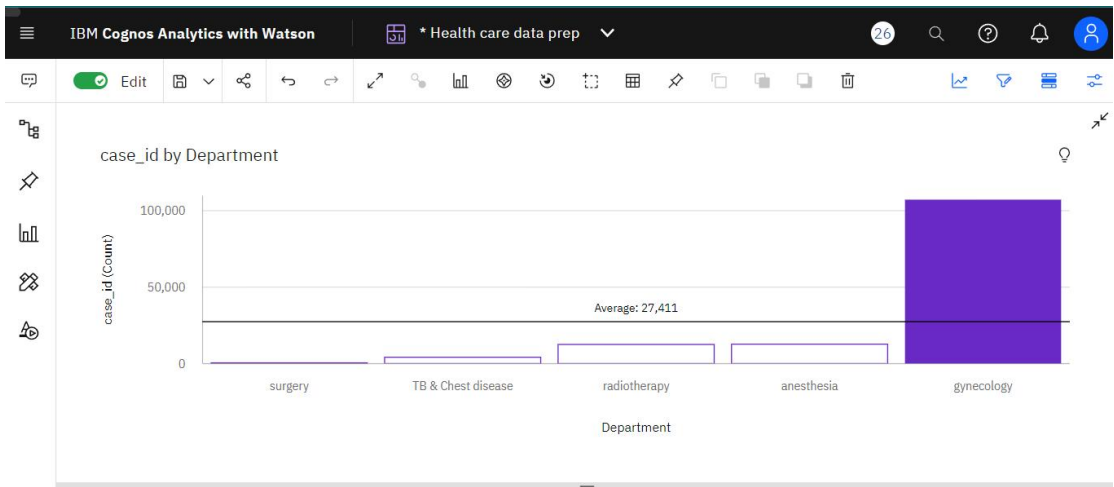 IBM Cognos Analytics with Watson
* Health care data prep
26
Edit
case_id by Department
case_id (Count)
100,000
50,000
0
Average: 27,411
surgery
TB & Chest disease
radiotherapy
anesthesia
gynecology
Department